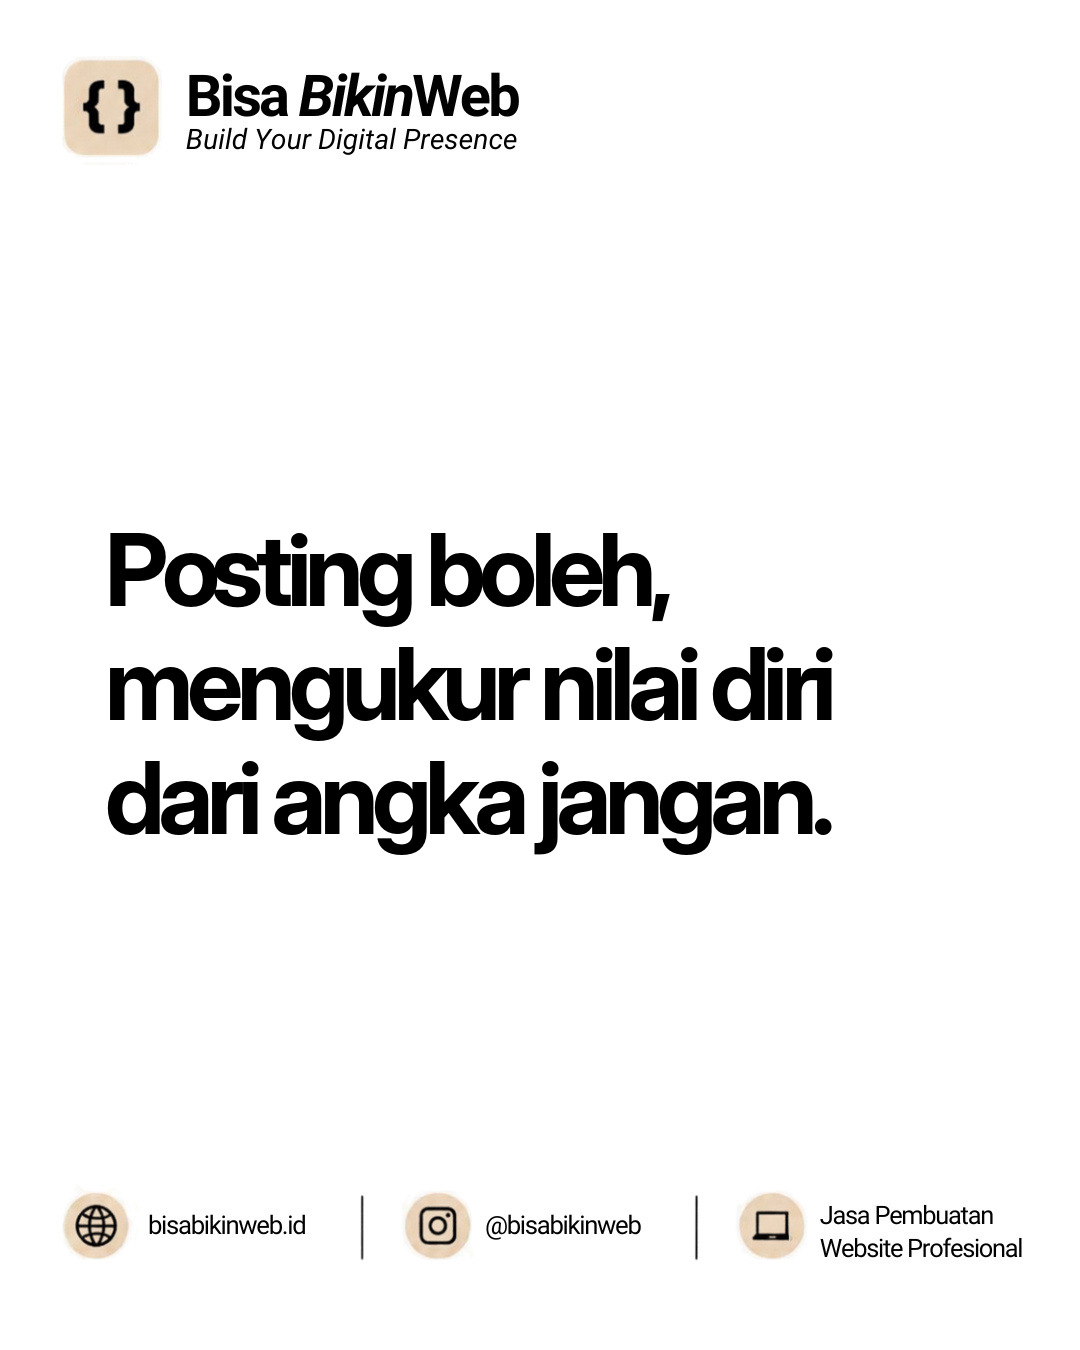 { }
Bisa BikinWeb
Build Your Digital Presence
Posting boleh,
mengukur nilai diri
dari angka jangan.
bisabikinweb.id
@bisabikinweb
Jasa Pembuatan
Website Profesional